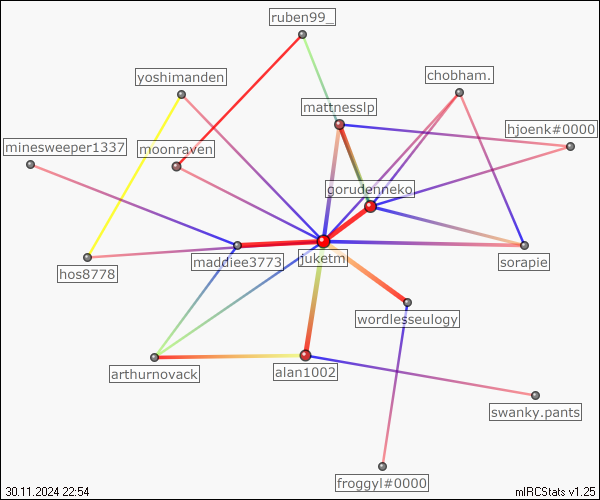 ruben99_
yoshimanden
chobham.
mattnesslp
hjoenk#0000
minesweeper1337
moonraven
gorudenneko
juketm
maddiee3773
sorapie
hos8778
wordlesseulogy
arthurnovack
alan1002
swanky.pants
froggyl#0000
30.11.2024 22:54
mIRCStats v1.25